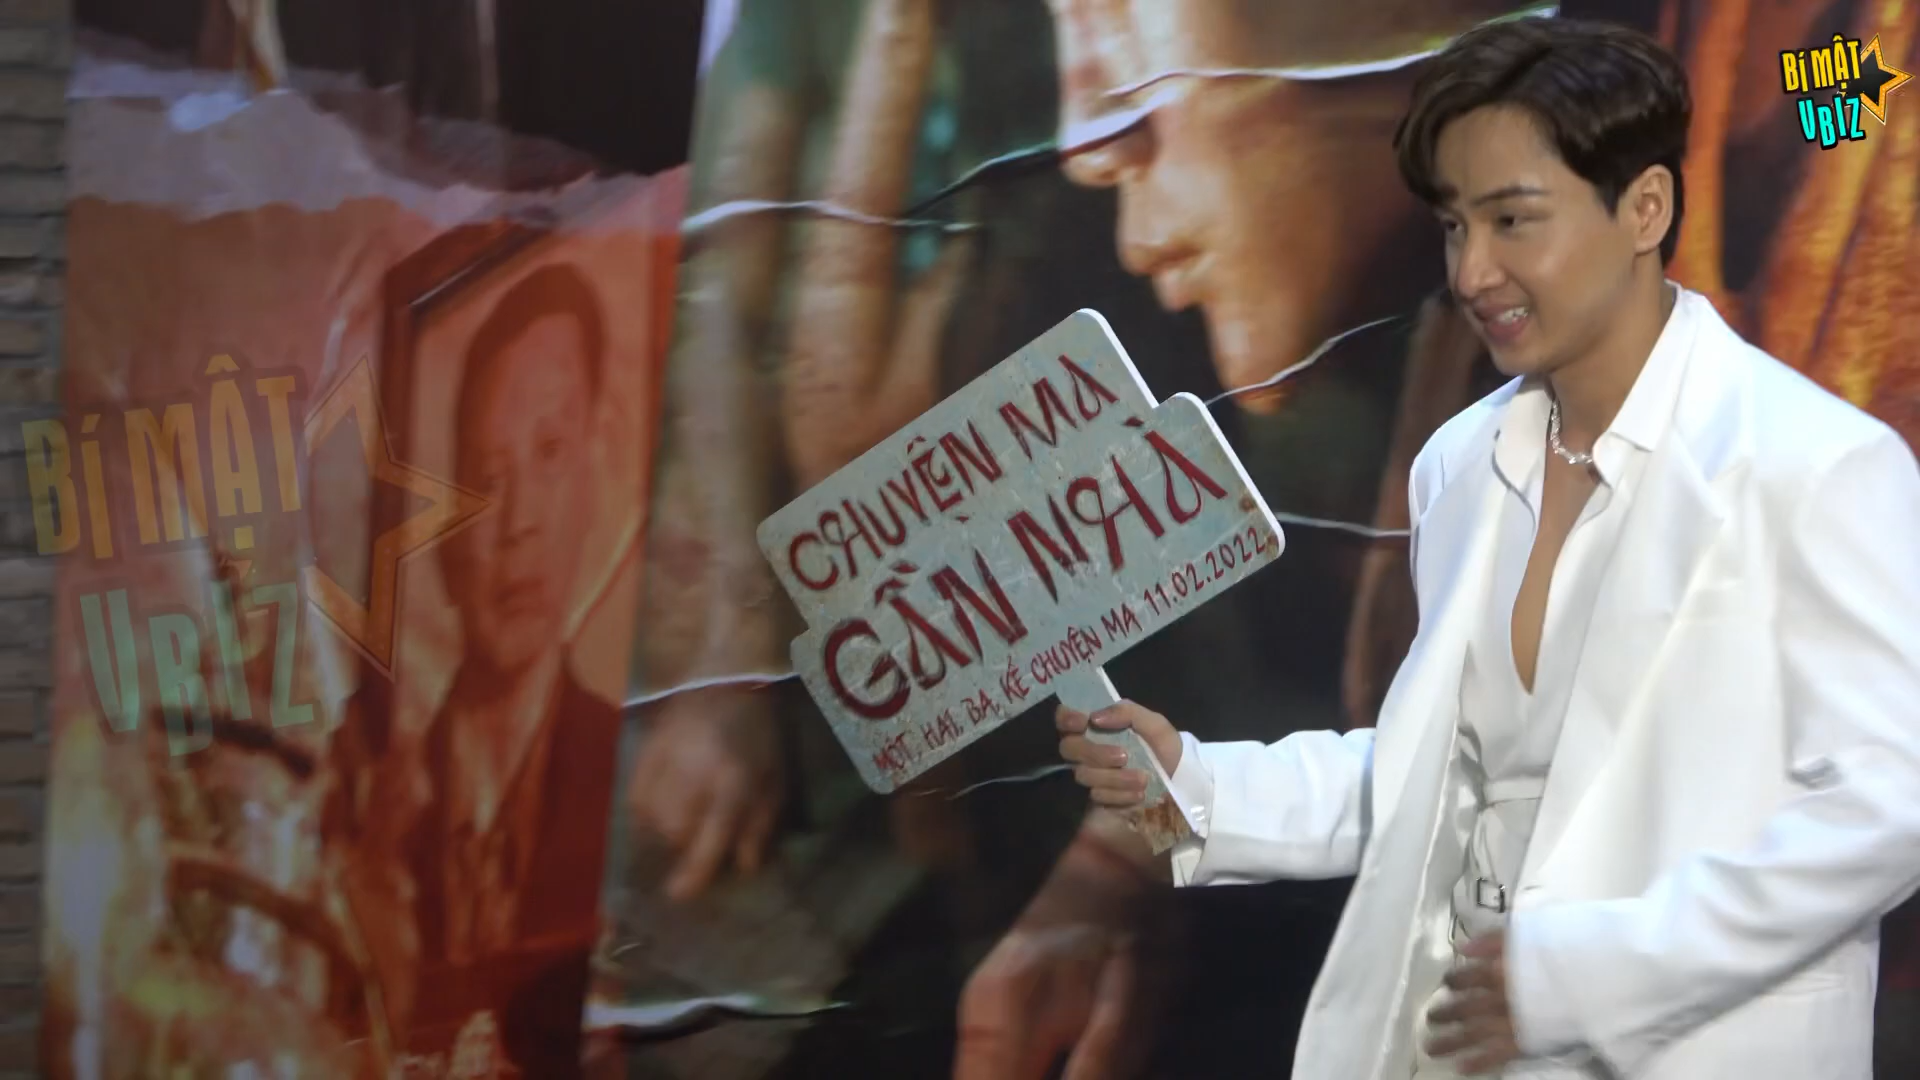 BÍ MẬT
VBIZ
CHUYỆN MA
GẦN NHÀ
MỘT, HAI, BA, KỂ CHUYỆN MA 11.02.2022
BÍ MẬT
VBIZ